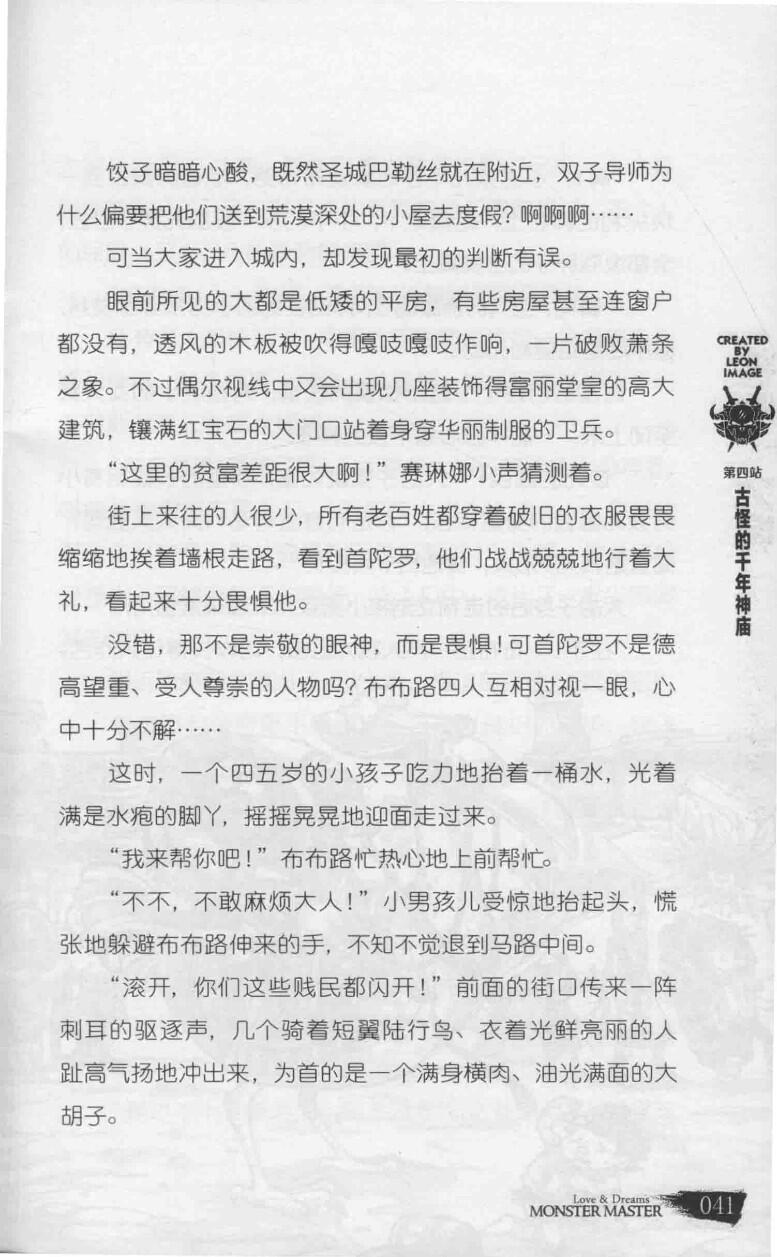 饺子暗暗心酸，既然圣城巴勒丝就在附近，双子导师为
什么偏要把他们送到荒漠深处的小屋去度假？啊啊啊……
可当大家进入城内，却发现最初的判断有误。
眼前所见的大都是低矮的平房，有些房屋甚至连窗户
都没有，透风的木板被吹得嘎吱嘎吱作响，一片破败萧条
之象。不过偶尔视线中又会出现几座装饰得富丽堂皇的高大
建筑，镶满红宝石的大门口站着身穿华丽制服的卫兵。
“这里的贫富差距很大啊！”赛琳娜小声猜测着。
街上来往的人很少，所有老百姓都穿着破旧的衣服畏畏
缩缩地挨着墙根走路，看到首陀罗，他们战战兢兢地行着大
礼，看起来十分畏惧他。
没错，那不是崇敬的眼神，而是畏惧！可首陀罗不是德
高望重、受人尊崇的人物吗？布布路四人互相对视一眼，心
中十分不解……
这时，一个四五岁的小孩子吃力地抬着一桶水，光着
满是水疱的脚丫，摇摇晃晃地迎面走过来。
“我来帮你吧！”布布路忙热心地上前帮忙。
“不不，不敢麻烦大人！”小男孩儿受惊地抬起头，慌
张地躲避布布路伸来的手，不知不觉退到马路中间。
“滚开，你们这些贱民都闪开！”前面的街口传来一阵
刺耳的驱逐声，几个骑着短翼陆行鸟、衣着光鲜亮丽的人
趾高气扬地冲出来，为首的是一个满身横肉、油光满面的大
胡子。
CREATED
BY
LEON
IMAGE
第四站
古怪的千年神庙
Love & Dreams
MONSTER MASTER
041